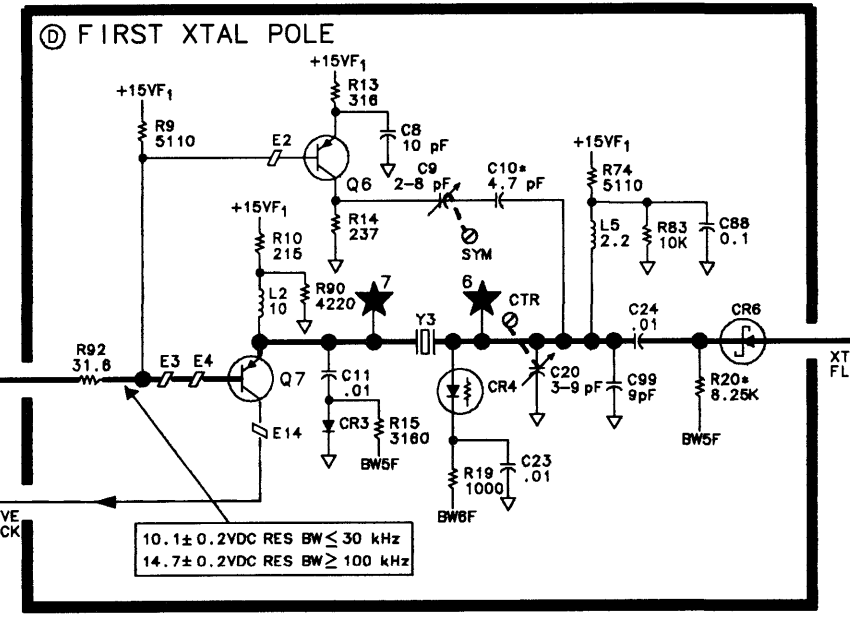 D FIRST XTAL POLE
+15VF1
R13
316
+15VF1
R9
5110
E2
C8
10 pF
Q6
C9
2-8 pF
C10*
4.7 pF
+15VF1
R74
5110
+15VF1
R10
215
R14
237
SYM
L5
2.2
R83
10K
C88
0.1
L2
10
R90
4220
7
6
CTR
Y3
C24
.01
CR6
R92
31.6
E3
E4
Q7
C11
.01
CR4
C20
3-9 pF
C99
9pF
R20*
8.25K
XT
FL
E14
CR3
R15
3160
BW5F
BW5F
R19
1000
C23
.01
BW6F
VE
CK
10.1± 0.2VDC RES BW ≤ 30 kHz
14.7± 0.2VDC RES BW ≥ 100 kHz